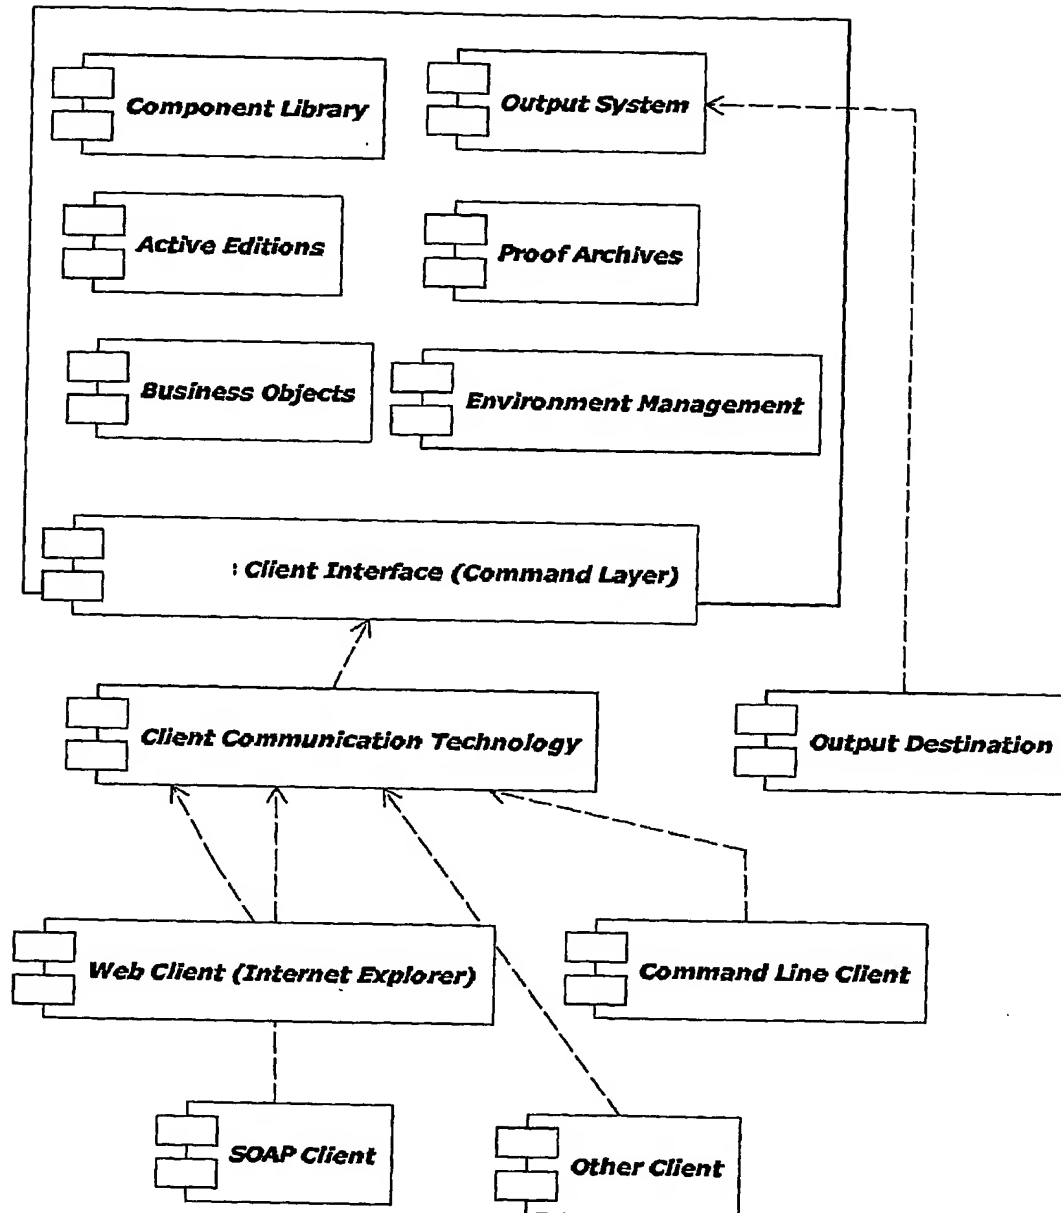 Component Library
Output System
Active Editions
Proof Archives
Business Objects
Environment Management
: Client Interface (Command Layer)
Client Communication Technology
Output Destination
Web Client (Internet Explorer)
Command Line Client
SOAP Client
Other Client